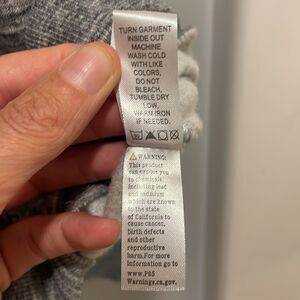 TURN GARMENT
INSIDE OUT
MACHINE
WASH COLD
WITH LIKE
COLORS,
DO NOT
BLEACH,
TUMBLE DRY
LOW,
WARM IRON
IF NEEDED.
WARNING:
This product
can expose you
to chemicals
including lead
and cadmium
which are known
to the state
of California to
cause cancer,
birth defects
and other
reproductive
harm.For more
information go to
www.P65
Warnings.ca.gov.